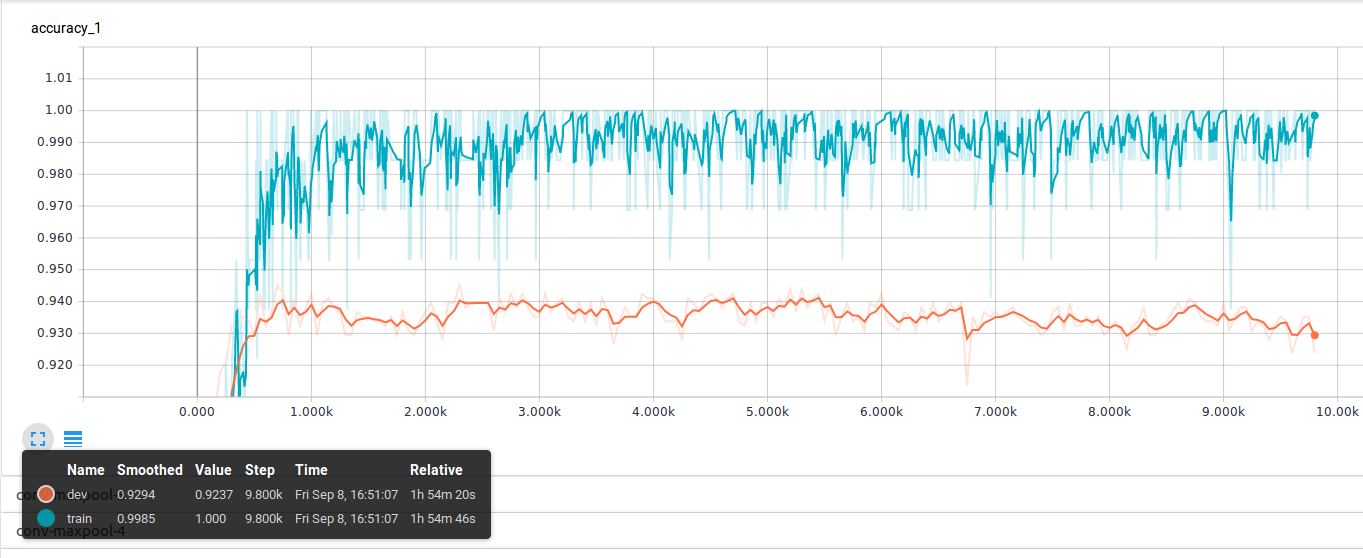 accuracy_1
1.01
1.00
0.990
0.980
0.970
0.960
0.950
0.940
0.930
0.920
0.000 1.000k 2.000k 3.000k 4.000k 5.000k 6.000k 7.000k 8.000k 9.000k 10.00k
Name Smoothed Value Step Time Relative
dev 0.9294 0.9237 9.800k Fri Sep 8, 16:51:07 1h 54m 20s
train 0.9985 1.000 9.800k Fri Sep 8, 16:51:07 1h 54m 46s
conv-maxpool-4